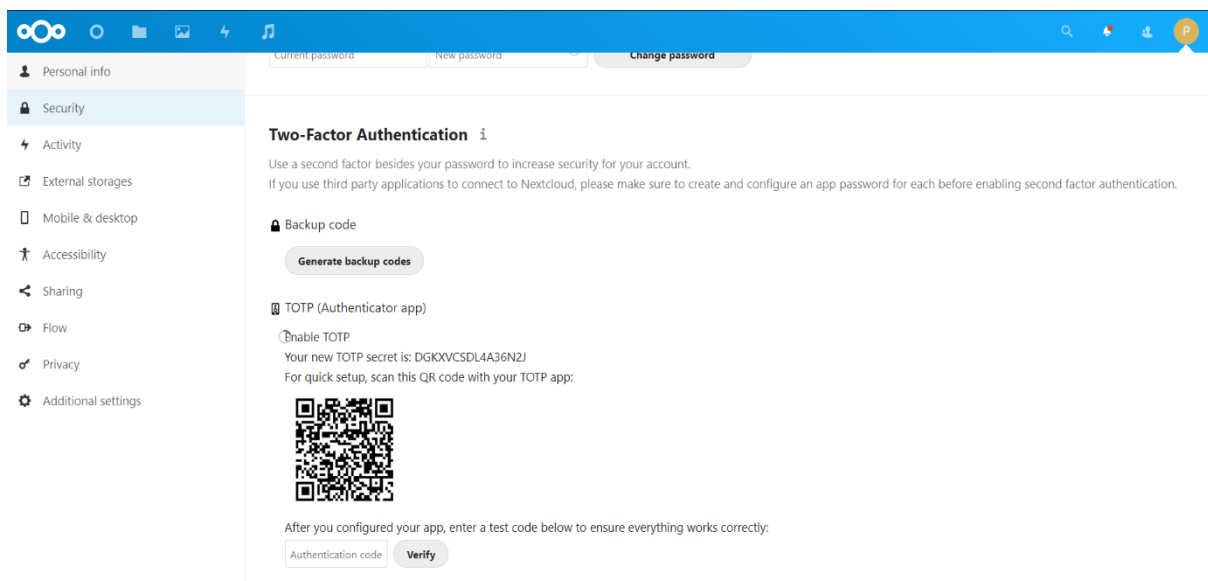 P
Personal info
Security
Activity
External storages
Mobile & desktop
Accessibility
Sharing
Flow
Privacy
Additional settings
Current password
New password
Change password
Two-Factor Authentication i
Use a second factor besides your password to increase security for your account.
If you use third party applications to connect to Nextcloud, please make sure to create and configure an app password for each before enabling second factor authentication.
Backup code
Generate backup codes
TOTP (Authenticator app)
Enable TOTP
Your new TOTP secret is: DGKXVCSDL4A36N2J
For quick setup, scan this QR code with your TOTP app:
After you configured your app, enter a test code below to ensure everything works correctly:
Authentication code
Verify